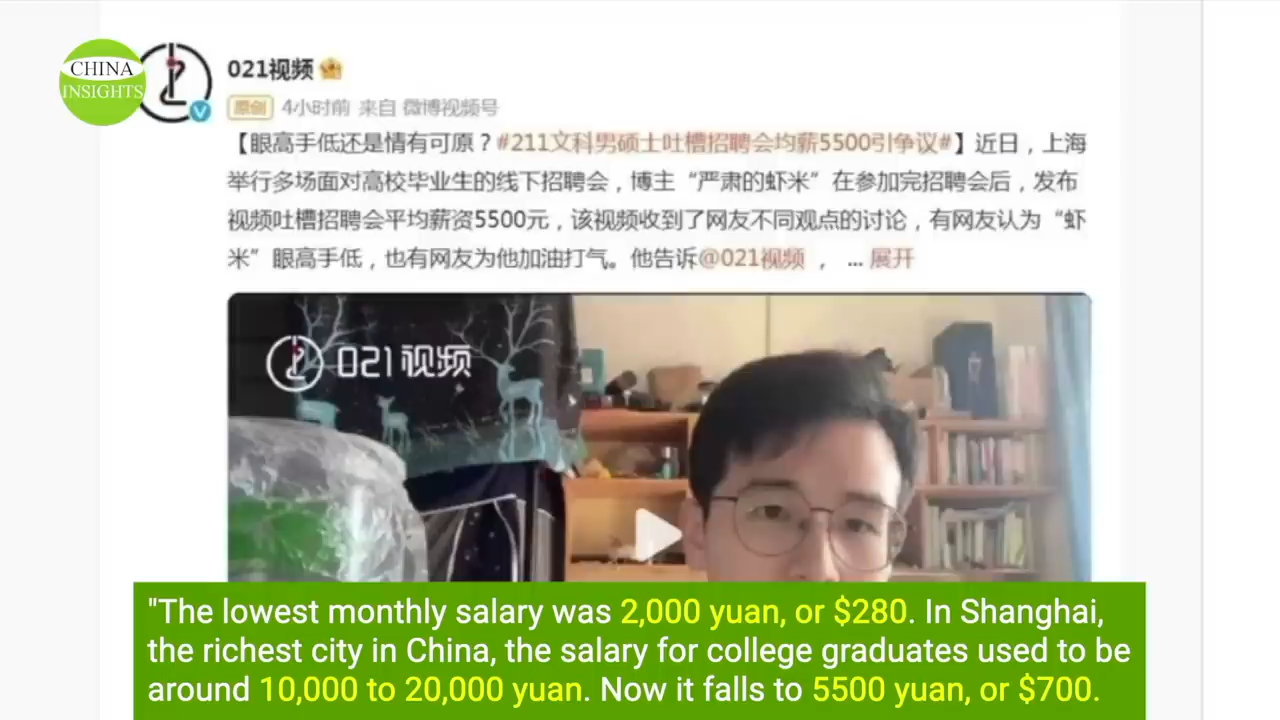 CHINA
INSIGHTS
021视频
原创 4小时前 来自 微博视频号
【眼高手低还是情有可原？#211文科男硕士吐槽招聘会均薪5500引争议#】近日，上海
举行多场面对高校毕业生的线下招聘会，博主“严肃的虾米”在参加完招聘会后，发布
视频吐槽招聘会平均薪资5500元，该视频收到了网友不同观点的讨论，有网友认为“虾
米”眼高手低，也有网友为他加油打气。他告诉@021视频 ， ... 展开
021视频
"The lowest monthly salary was 2,000 yuan, or $280. In Shanghai,
the richest city in China, the salary for college graduates used to be
around 10,000 to 20,000 yuan. Now it falls to 5500 yuan, or $700.